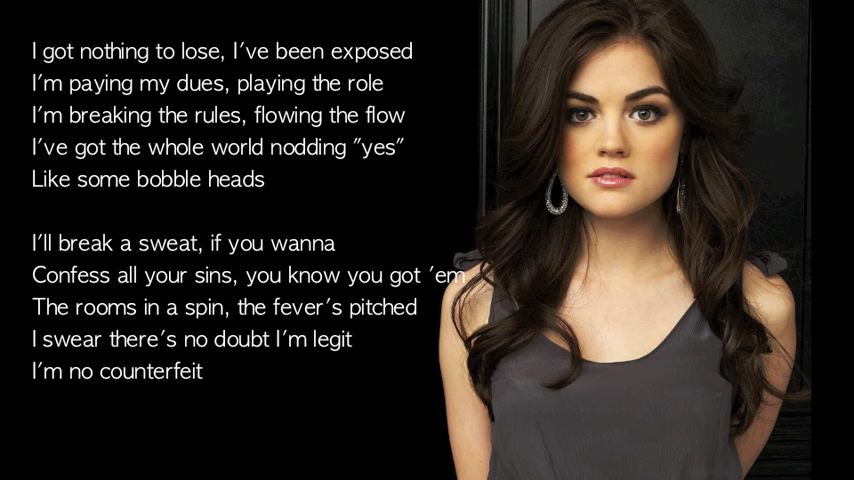 I got nothing to lose, I've been exposed
I'm paying my dues, playing the role
I'm breaking the rules, flowing the flow
I've got the whole world nodding "yes"
Like some bobble heads
I'll break a sweat, if you wanna
Confess all your sins, you know you got 'em
The rooms in a spin, the fever's pitched
I swear there's no doubt I'm legit
I'm no counterfeit